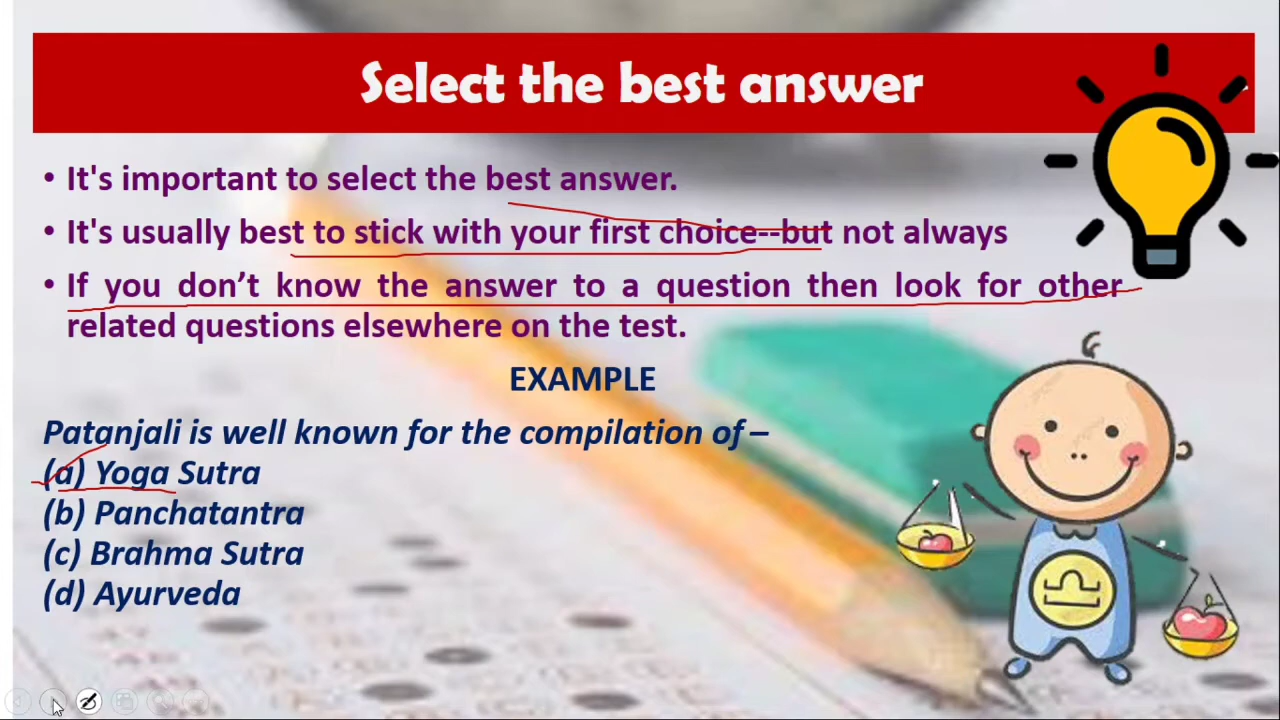 Select the best answer
• It's important to select the best answer.
• It's usually best to stick with your first choice--but not always
• If you don’t know the answer to a question then look for other
related questions elsewhere on the test.
EXAMPLE
Patanjali is well known for the compilation of –
(a) Yoga Sutra
(b) Panchatantra
(c) Brahma Sutra
(d) Ayurveda